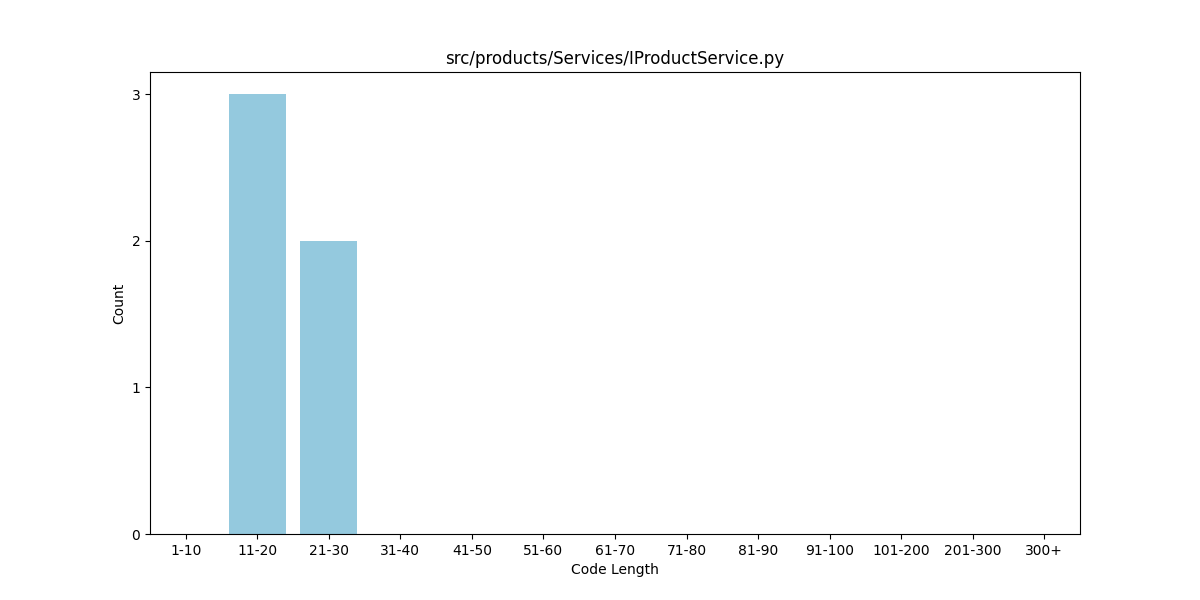 src/products/Services/IProductService.py
3
2
1
0
Count
1-10 11-20 21-30 31-40 41-50 51-60 61-70 71-80 81-90 91-100 101-200 201-300 300+
Code Length